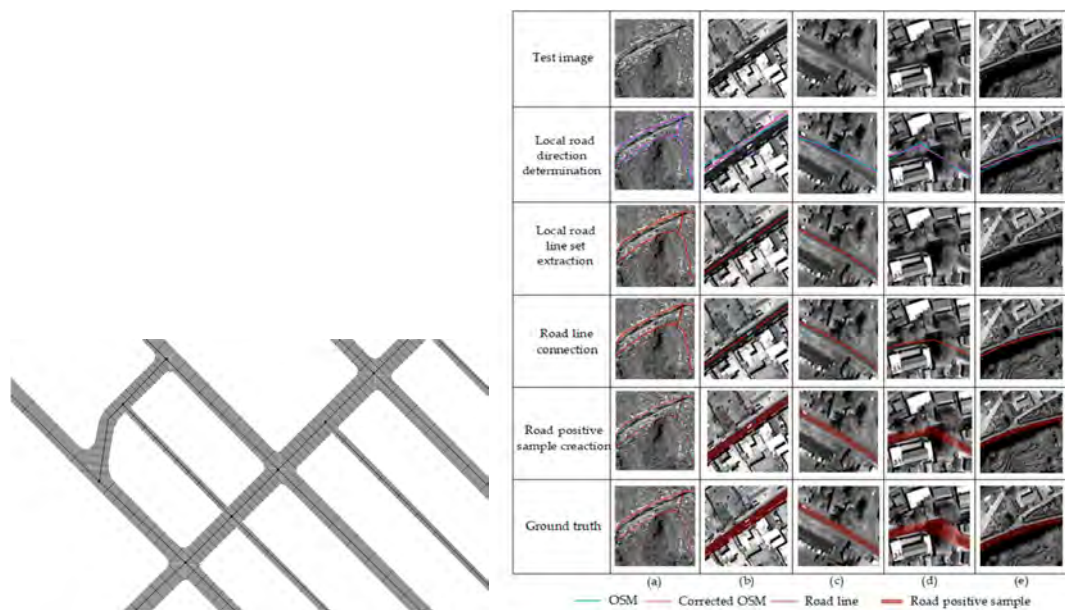 Test image
Local road
direction
determination
Local road
line set
extraction
Road line
connection
Road positive
sample creaction
Ground truth
(a) (b) (c) (d) (e)
OSM Corrected OSM Road line Road positive sample